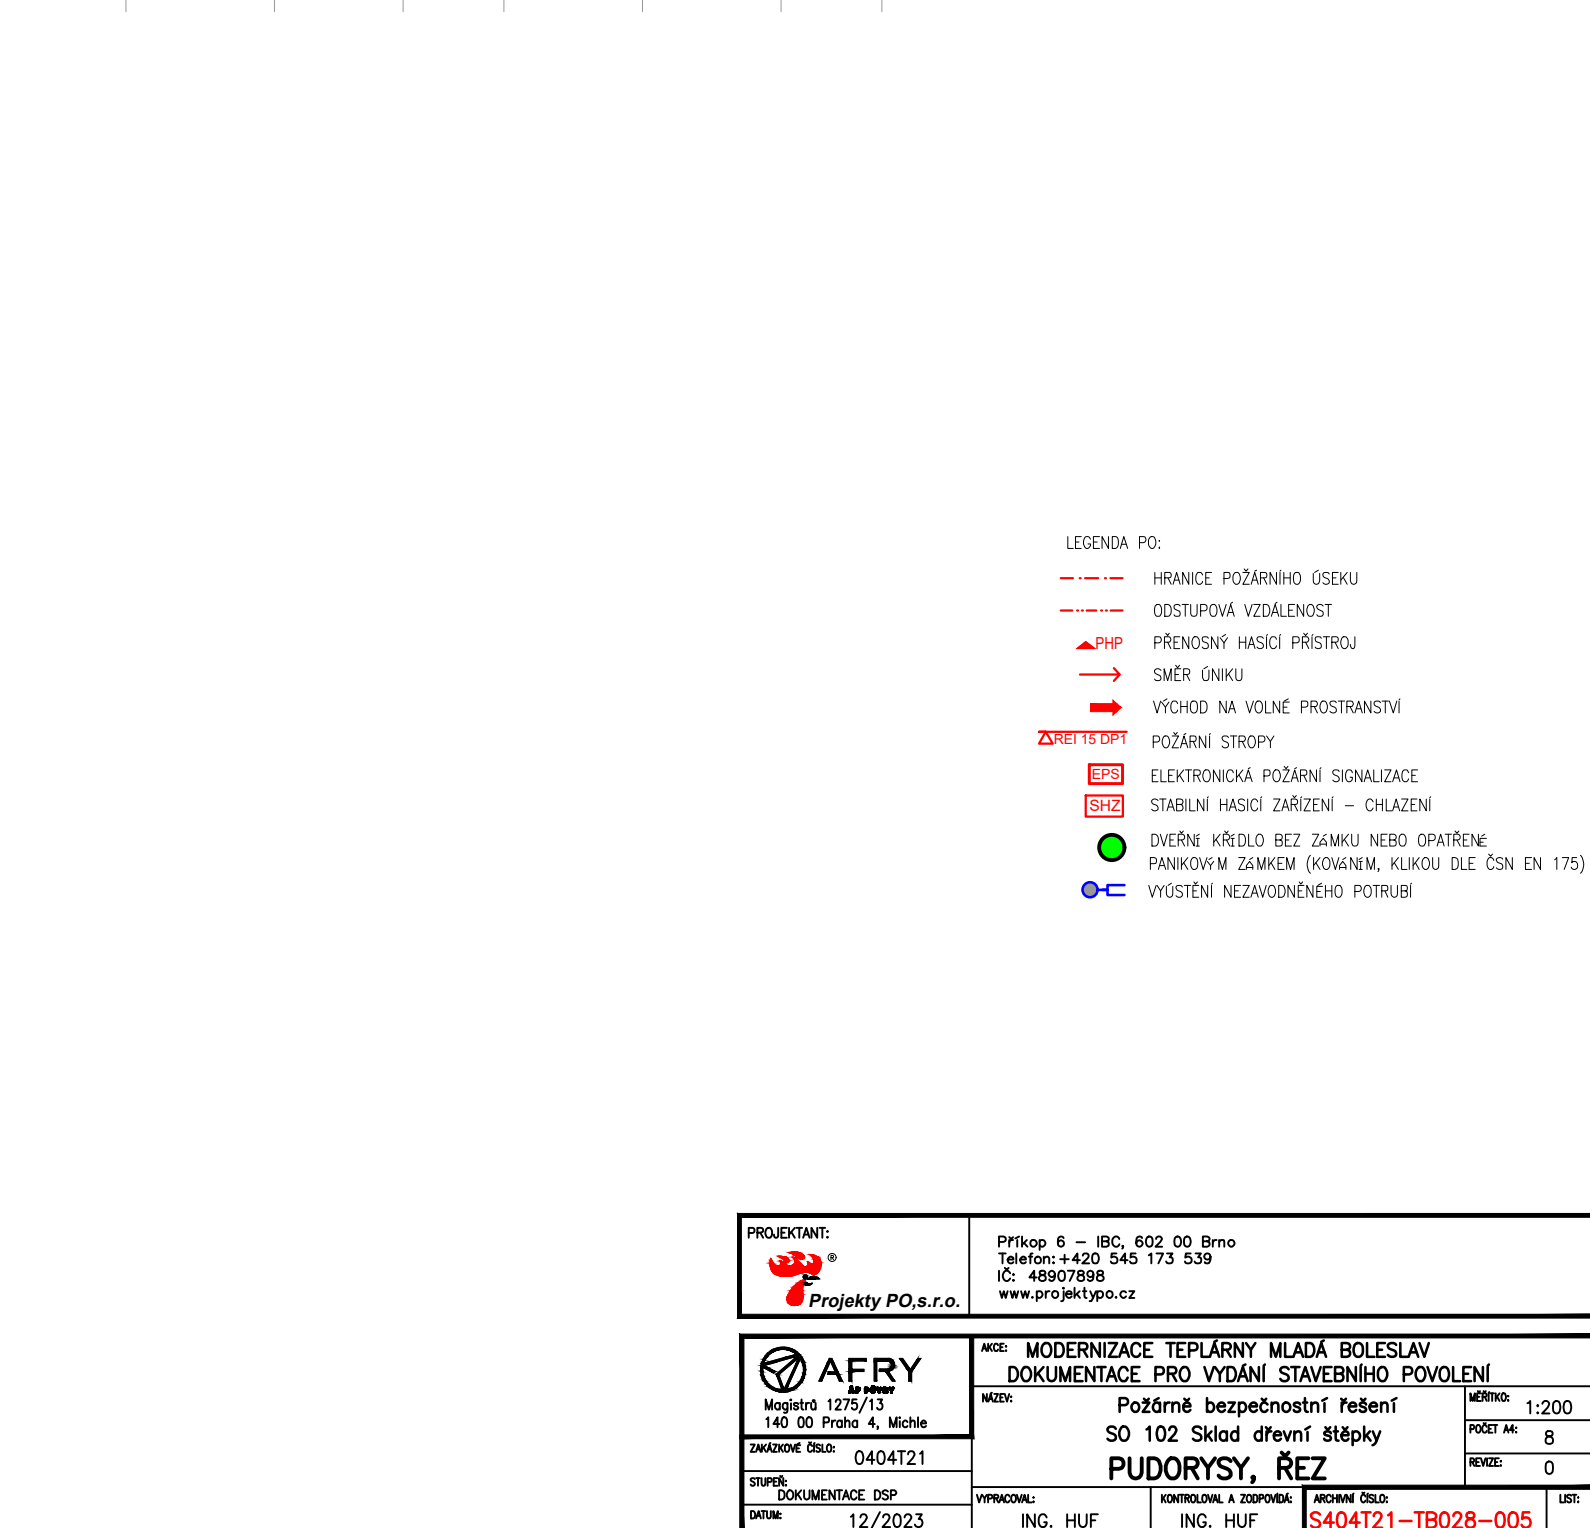 LEGENDA PO:
HRANICE POŽÁRNÍHO ÚSEKU
ODSTUPOVÁ VZDÁLENOST
PHP PŘENOSNÝ HASÍCÍ PŘÍSTROJ
SMĚR ÚNIKU
VÝCHOD NA VOLNÉ PROSTRANSTVÍ
REI 15 DP1 POŽÁRNÍ STROPY
EPS ELEKTRONICKÁ POŽÁRNÍ SIGNALIZACE
SHZ STABILNÍ HASICÍ ZAŘÍZENÍ – CHLAZENÍ
DVEŘNÍ KŘÍDLO BEZ ZÁMKU NEBO OPATŘENÉ
PANIKOVÝM ZÁMKEM (KOVÁNÍM, KLIKOU DLE ČSN EN 175)
VYÚSTĚNÍ NEZAVODNĚNÉHO POTRUBÍ
PROJEKTANT:
®
Projekty PO,s.r.o.
Příkop 6 – IBC, 602 00 Brno
Telefon:+420 545 173 539
IČ: 48907898
www.projektypo.cz
AFRY
ÅF PÖYRY
Magistrů 1275/13
140 00 Praha 4, Michle
AKCE: MODERNIZACE TEPLÁRNY MLADÁ BOLESLAV
DOKUMENTACE PRO VYDÁNÍ STAVEBNÍHO POVOLENÍ
NÁZEV: Požárně bezpečnostní řešení
SO 102 Sklad dřevní štěpky
PUDORYSY, ŘEZ
MĚŘÍTKO: 1:200
POČET A4: 8
REVIZE: 0
ZAKÁZKOVÉ ČÍSLO: 0404T21
STUPEŇ:
DOKUMENTACE DSP
DATUM: 12/2023
VYPRACOVAL:
ING. HUF
KONTROLOVAL A ZODPOVÍDÁ:
ING. HUF
ARCHIVNÍ ČÍSLO:
S404T21–TB028–005
LIST: